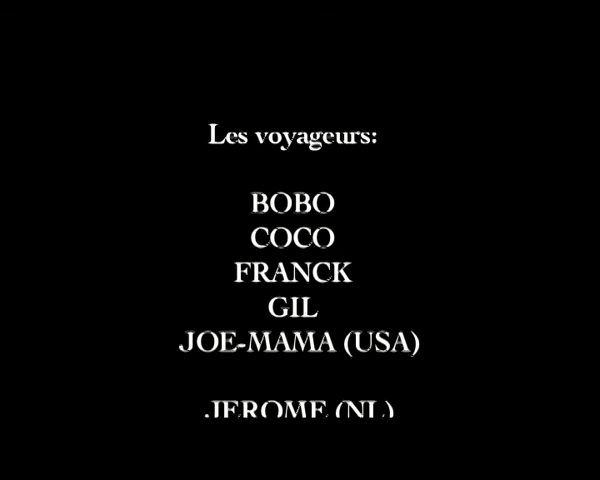 Les voyageurs:
BOBO
COCO
FRANCK
GIL
JOE-MAMA (USA)
JEROME (NL)